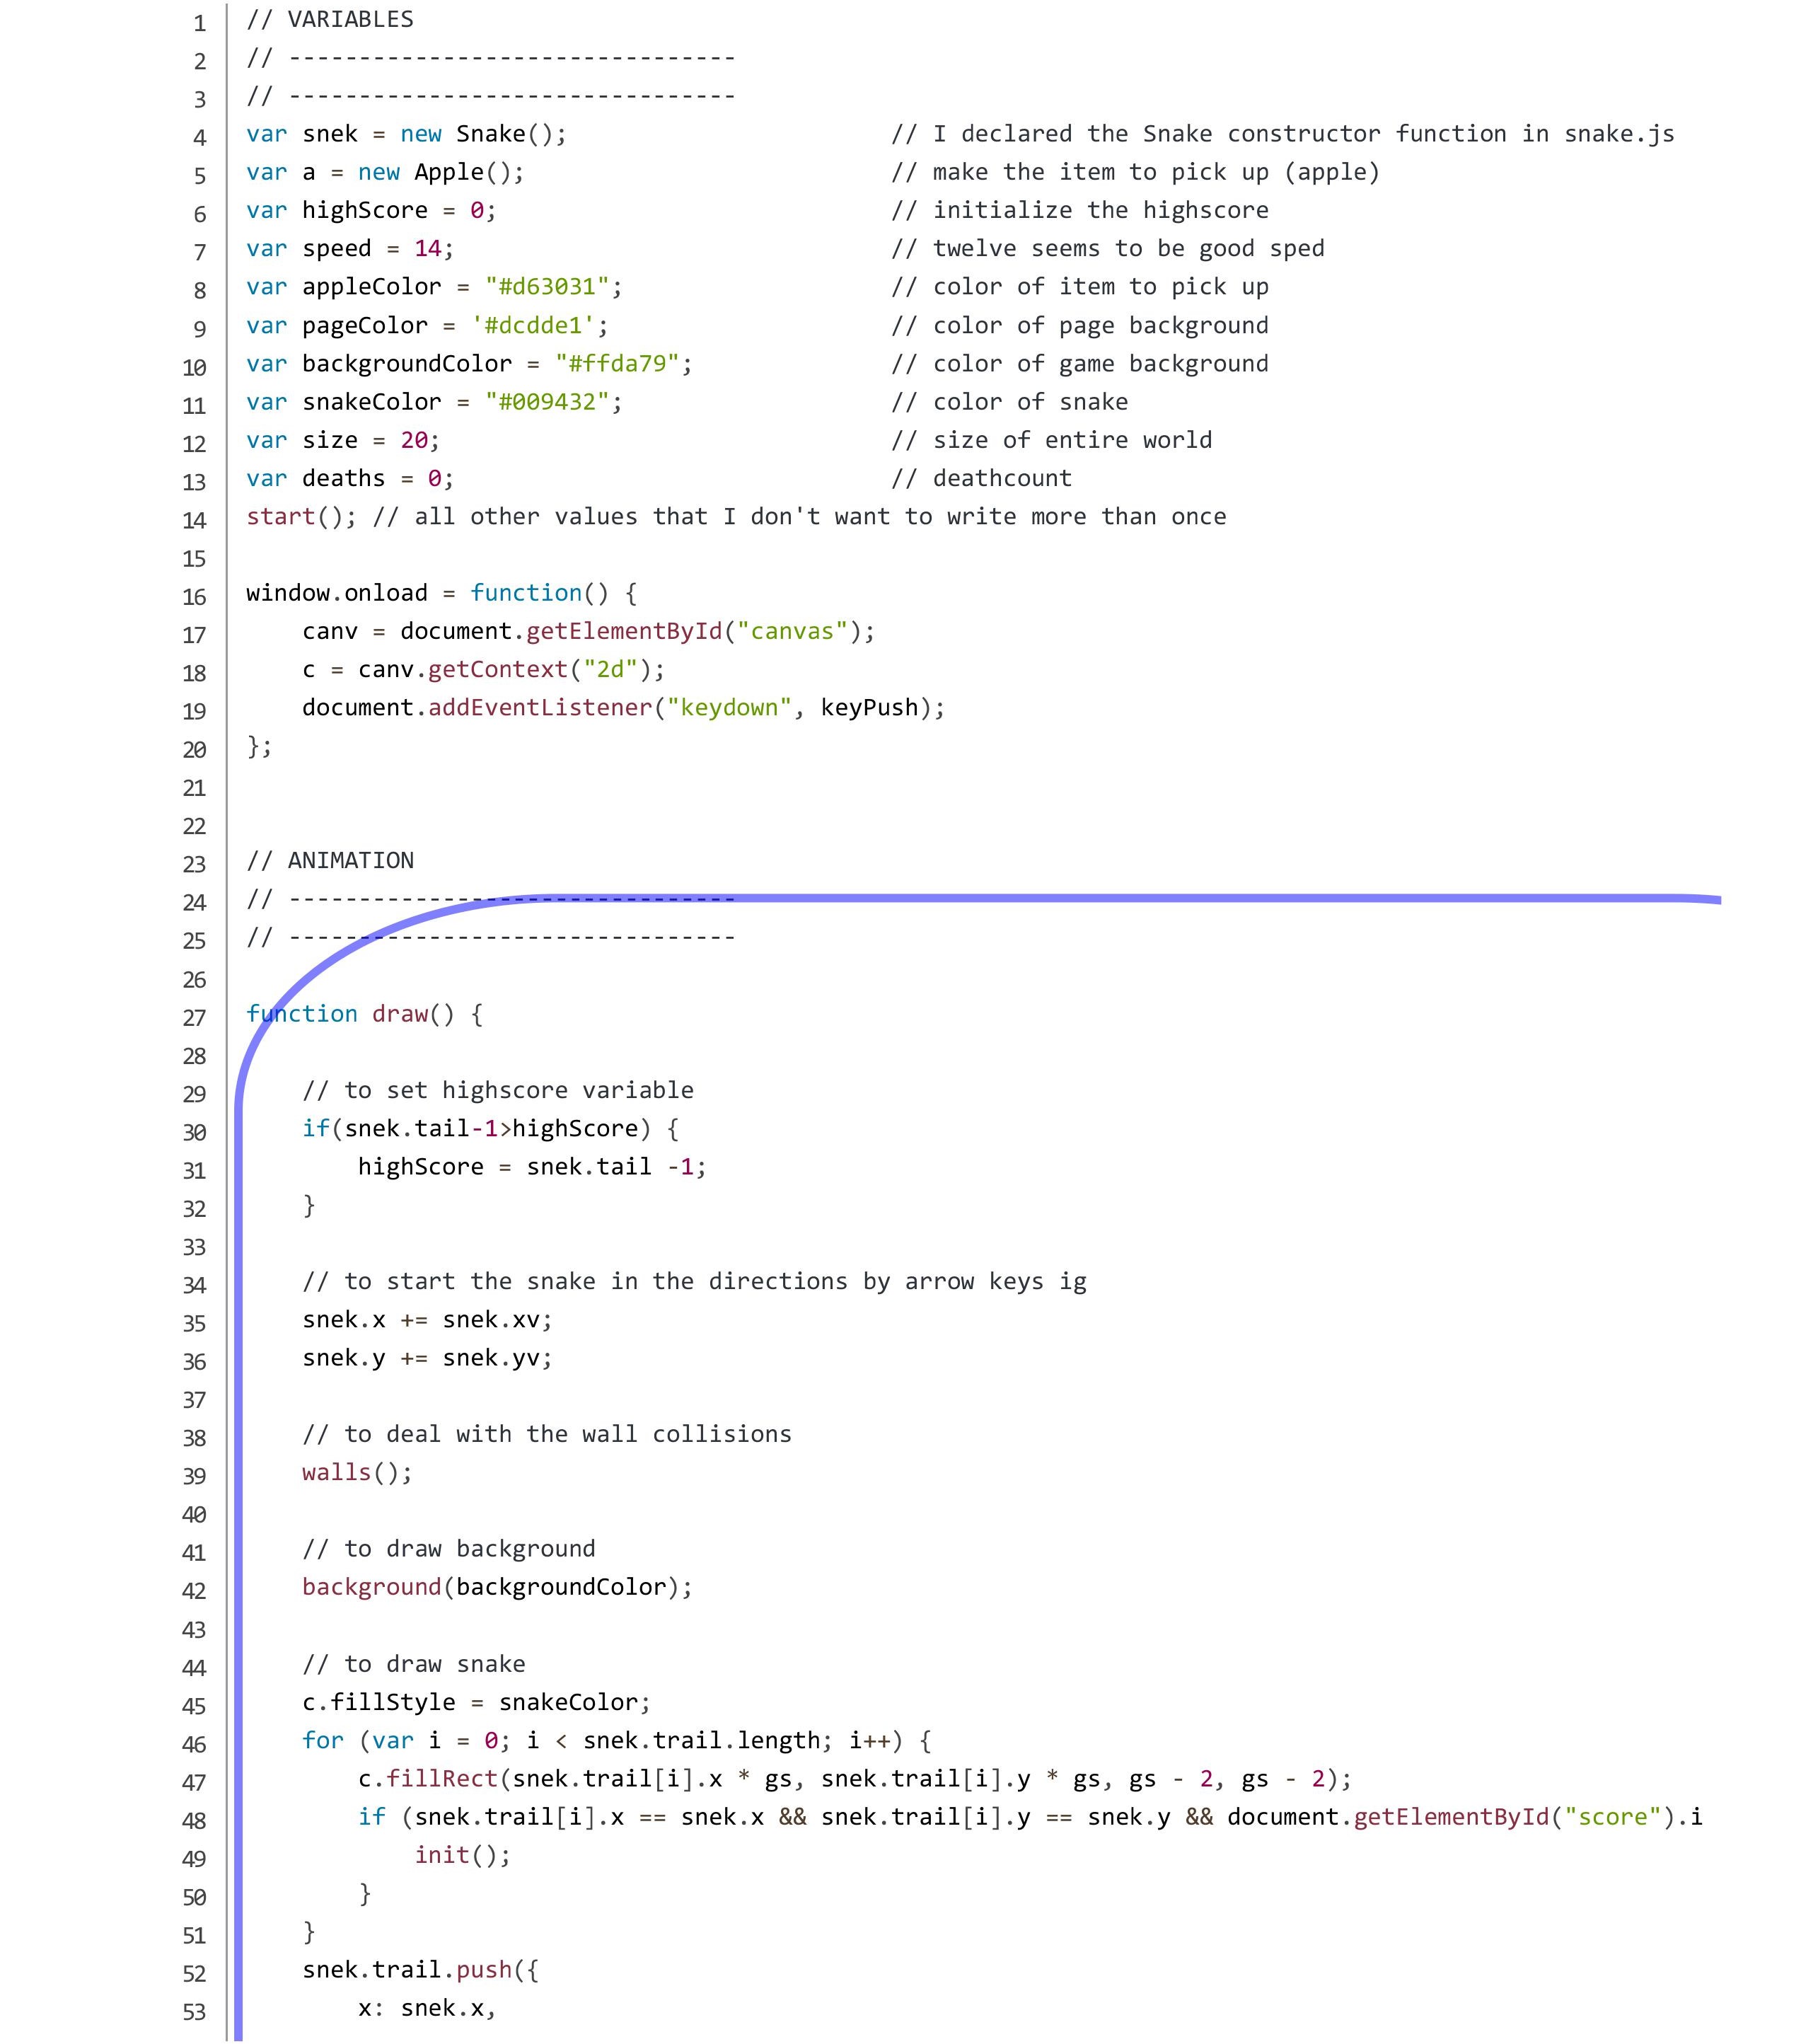 1 // VARIABLES
2 // --------------------------------
3 // --------------------------------
4 var snek = new Snake();                       // I declared the Snake constructor function in snake.js
5 var a = new Apple();                          // make the item to pick up (apple)
6 var highScore = 0;                            // initialize the highscore
7 var speed = 14;                               // twelve seems to be good sped
8 var appleColor = "#d63031";                   // color of item to pick up
9 var pageColor = '#dcdde1';                    // color of page background
10 var backgroundColor = "#ffda79";              // color of game background
11 var snakeColor = "#009432";                   // color of snake
12 var size = 20;                                // size of entire world
13 var deaths = 0;                               // deathcount
14 start(); // all other values that I don't want to write more than once
15
16 window.onload = function() {
17     canv = document.getElementById("canvas");
18     c = canv.getContext("2d");
19     document.addEventListener("keydown", keyPush);
20 };
21
22
23 // ANIMATION
24 // --------------------------------
25 // --------------------------------
26
27 function draw() {
28
29     // to set highscore variable
30     if(snek.tail-1>highScore) {
31         highScore = snek.tail -1;
32     }
33
34     // to start the snake in the directions by arrow keys ig
35     snek.x += snek.xv;
36     snek.y += snek.yv;
37
38     // to deal with the wall collisions
39     walls();
40
41     // to draw background
42     background(backgroundColor);
43
44     // to draw snake
45     c.fillStyle = snakeColor;
46     for (var i = 0; i < snek.trail.length; i++) {
47         c.fillRect(snek.trail[i].x * gs, snek.trail[i].y * gs, gs - 2, gs - 2);
48         if (snek.trail[i].x == snek.x && snek.trail[i].y == snek.y && document.getElementById("score").i
49             init();
50         }
51     }
52     snek.trail.push({
53         x: snek.x,